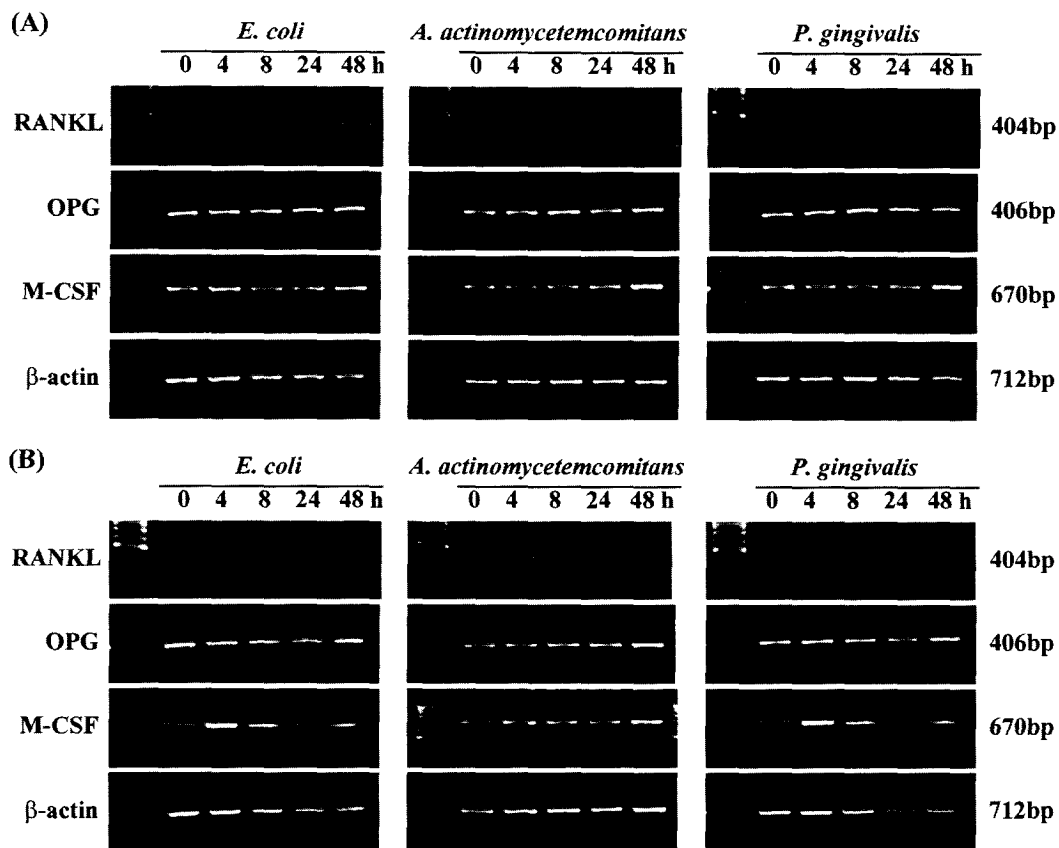 (A)
E. coli A. actinomycetemcomitans P. gingivalis
0 4 8 24 48 h 0 4 8 24 48 h 0 4 8 24 48 h
RANKL 404bp
OPG 406bp
M-CSF 670bp
β-actin 712bp
(B)
E. coli A. actinomycetemcomitans P. gingivalis
0 4 8 24 48 h 0 4 8 24 48 h 0 4 8 24 48 h
RANKL 404bp
OPG 406bp
M-CSF 670bp
β-actin 712bp